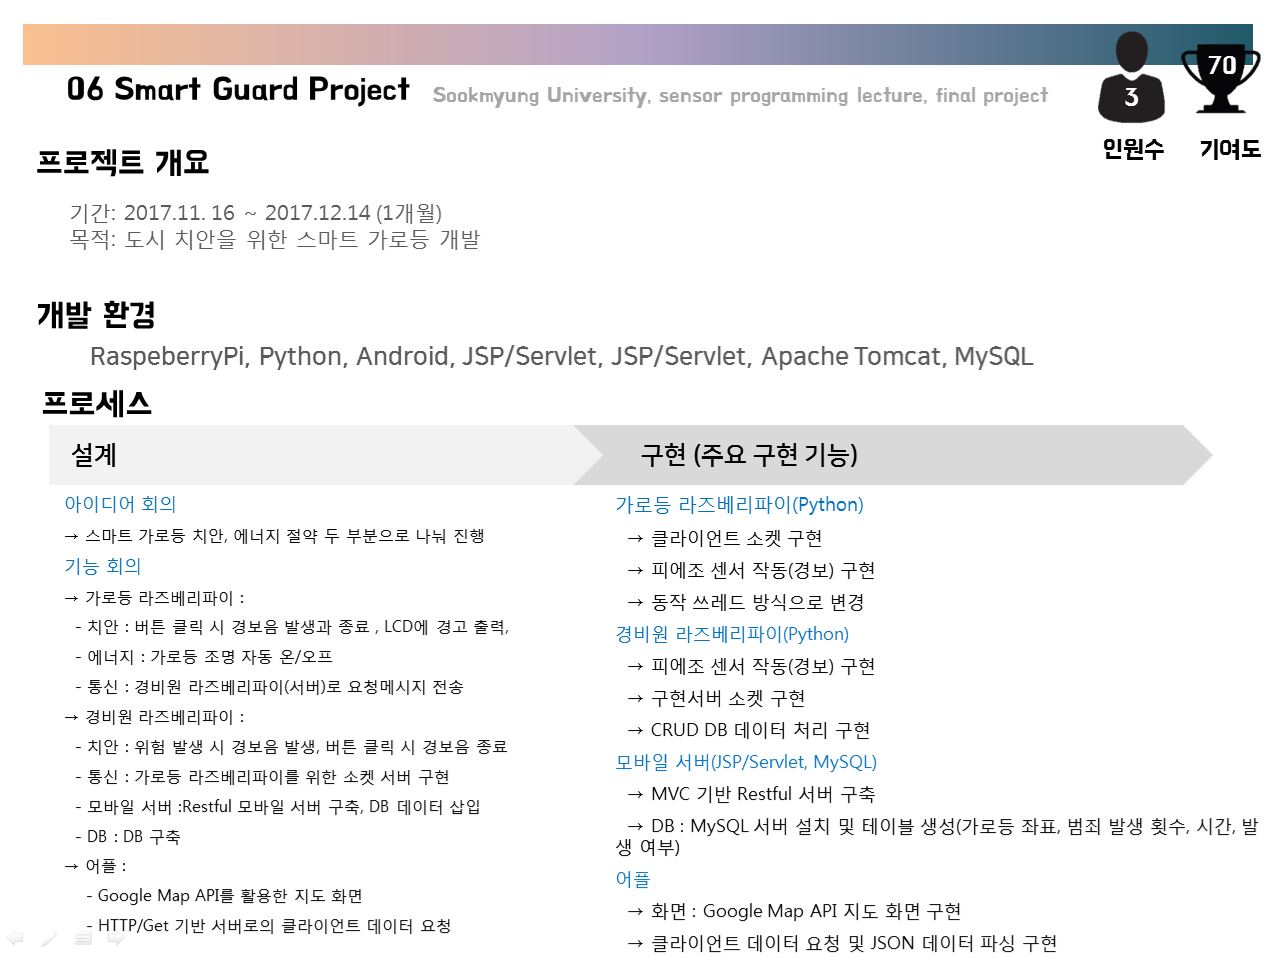 06 Smart Guard Project Sookmyung University, sensor programming lecture, final project
3
70
인원수
기여도
프로젝트 개요
기간: 2017.11. 16 ~ 2017.12.14 (1개월)
목적: 도시 치안을 위한 스마트 가로등 개발
개발 환경
RaspeberryPi, Python, Android, JSP/Servlet, JSP/Servlet, Apache Tomcat, MySQL
프로세스
설계
아이디어 회의
→ 스마트 가로등 치안, 에너지 절약 두 부분으로 나눠 진행
기능 회의
→ 가로등 라즈베리파이 :
- 치안 : 버튼 클릭 시 경보음 발생과 종료 , LCD에 경고 출력,
- 에너지 : 가로등 조명 자동 온/오프
- 통신 : 경비원 라즈베리파이(서버)로 요청메시지 전송
→ 경비원 라즈베리파이 :
- 치안 : 위험 발생 시 경보음 발생, 버튼 클릭 시 경보음 종료
- 통신 : 가로등 라즈베리파이를 위한 소켓 서버 구현
- 모바일 서버 :Restful 모바일 서버 구축, DB 데이터 삽입
- DB : DB 구축
→ 어플 :
- Google Map API를 활용한 지도 화면
- HTTP/Get 기반 서버로의 클라이언트 데이터 요청
구현 (주요 구현 기능)
가로등 라즈베리파이(Python)
→ 클라이언트 소켓 구현
→ 피에조 센서 작동(경보) 구현
→ 동작 쓰레드 방식으로 변경
경비원 라즈베리파이(Python)
→ 피에조 센서 작동(경보) 구현
→ 구현서버 소켓 구현
→ CRUD DB 데이터 처리 구현
모바일 서버(JSP/Servlet, MySQL)
→ MVC 기반 Restful 서버 구축
→ DB : MySQL 서버 설치 및 테이블 생성(가로등 좌표, 범죄 발생 횟수, 시간, 발
생 여부)
어플
→ 화면 : Google Map API 지도 화면 구현
→ 클라이언트 데이터 요청 및 JSON 데이터 파싱 구현